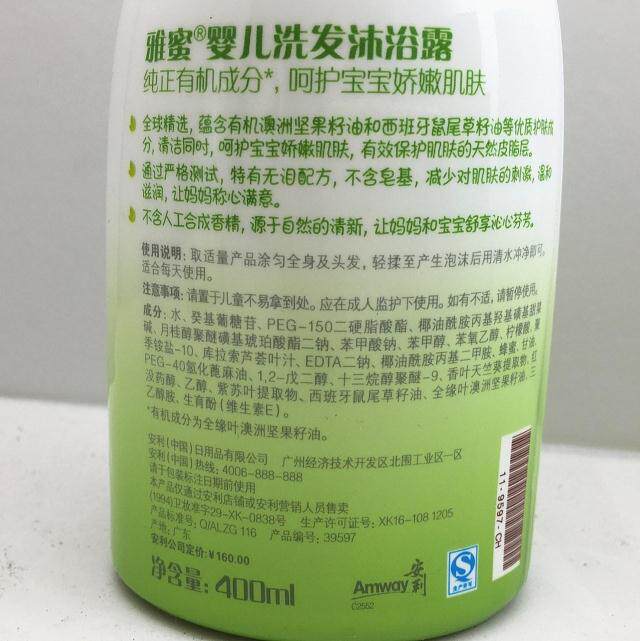 雅蜜®婴儿洗发沐浴露
纯正有机成分*，呵护宝宝娇嫩肌肤
全球精选，蕴含有机澳洲坚果籽油和西班牙鼠尾草籽油等优质护肤成
分，清洁同时，呵护宝宝娇嫩肌肤，有效保护肌肤的天然皮脂层。
通过严格测试，特有无泪配方，不含皂基，减少对肌肤的刺激，温和
滋润，让妈妈称心满意。
不含人工合成香精，源于自然的清新，让妈妈和宝宝舒享沁心芬芳。
使用说明：取适量产品涂匀全身及头发，轻揉至产生泡沫后用清水冲净即可。
适合每天使用。
注意事项：请置于儿童不易拿到处。应在成人监护下使用。如有不适，请暂停使用。
成分：水、癸基葡糖苷、PEG-150二硬脂酸酯、椰油酰胺丙基羟基磺基甜菜
碱、月桂醇聚醚磺基琥珀酸酯二钠、苯甲酸钠、苯甲醇、苯氧乙醇、柠檬酸、聚
季铵盐-10、库拉索芦荟叶汁、EDTA二钠、椰油酰胺丙基二甲胺、蜂蜜、甘油、
PEG-40氢化蓖麻油、1,2-戊二醇、十三烷醇聚醚-9、香叶天竺葵提取物、红
没药醇、乙醇、紫苏叶提取物、西班牙鼠尾草籽油、全缘叶澳洲坚果籽油、三
乙醇胺、生育酚(维生素E)。
*有机成分为全缘叶澳洲坚果籽油。
安利(中国)日用品有限公司 广州经济技术开发区北围工业区一区
安利(中国)热线：4006-888-888
请于包装标注日期前使用
本产品仅通过安利店铺或安利营销人员售卖
(1994)卫妆准字29-XK-0838号 生产许可证号：XK16-108 1205
产品标准号：Q/ALZG 116 产品编号：39597
产地：广东
安利公司定价：¥160.00
净含量：400ml
Amway 安利
C2552
生产许可
11-9597-CH